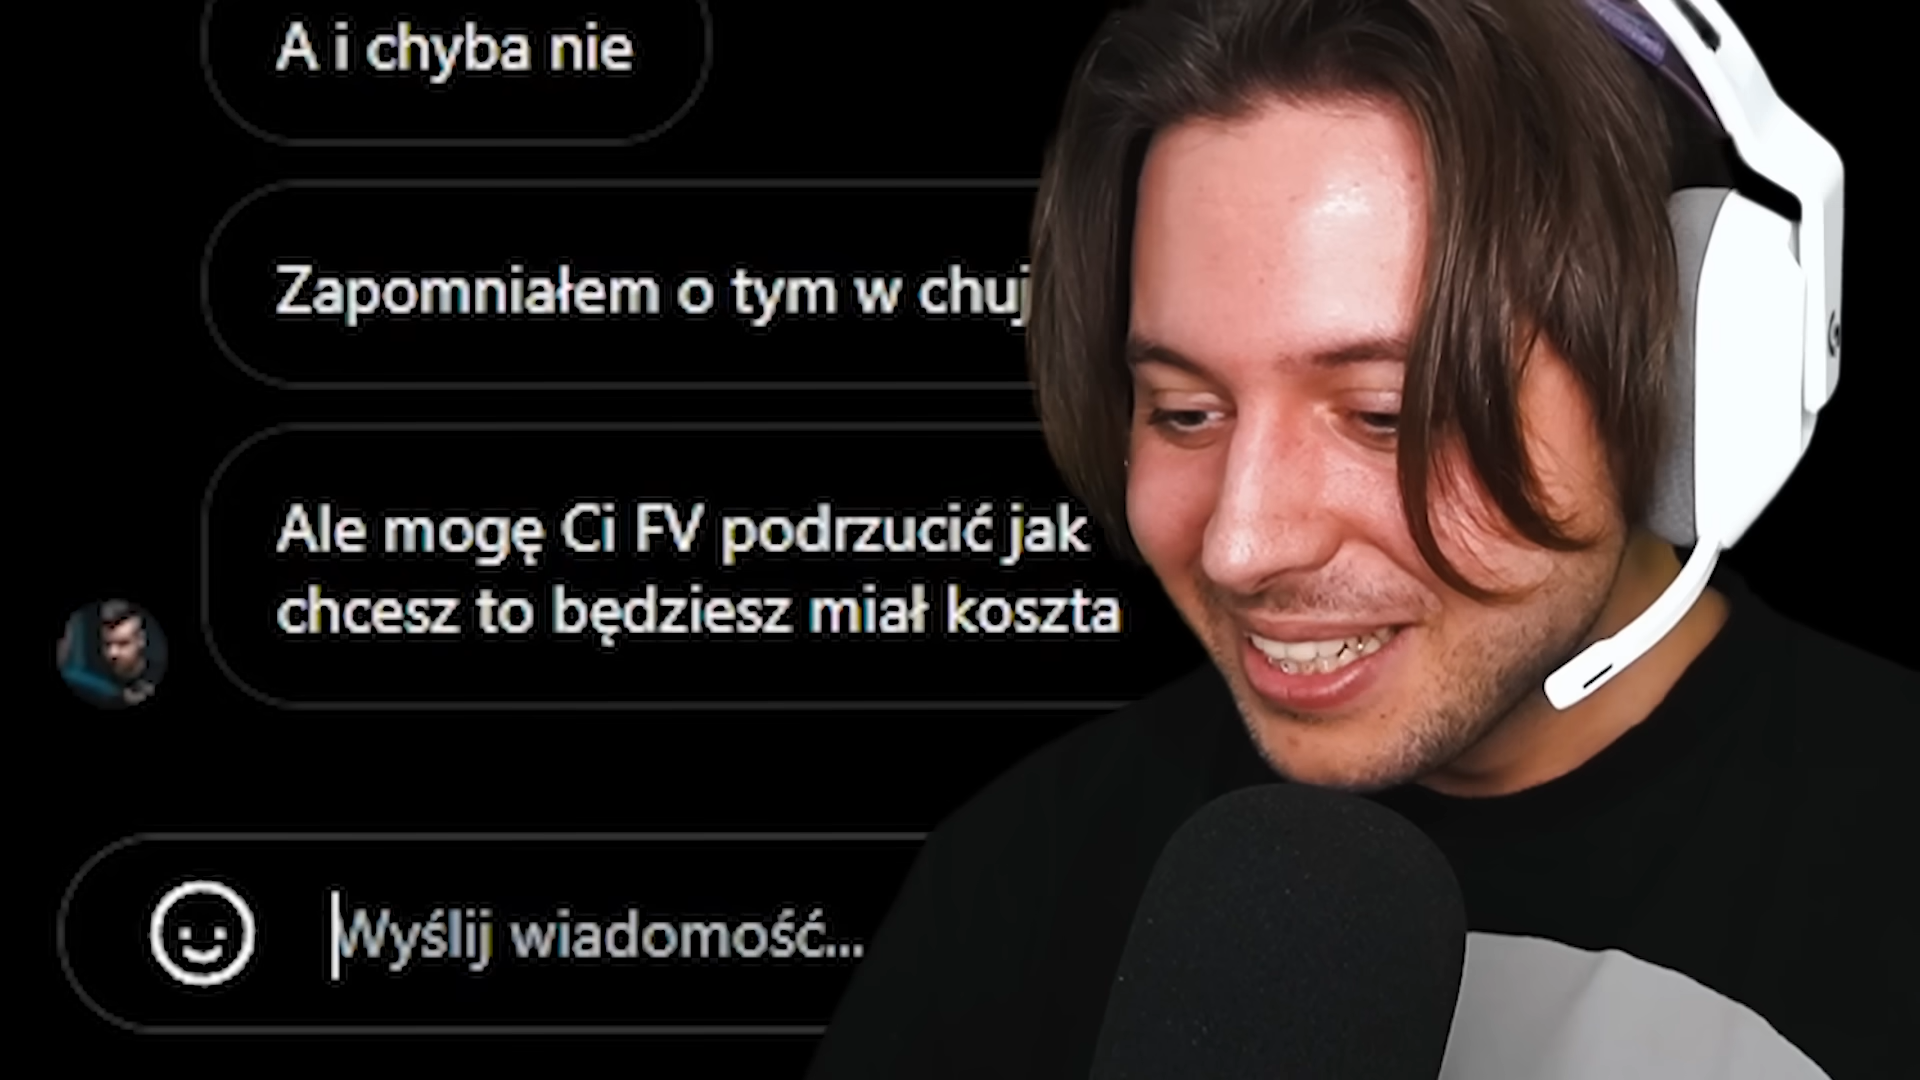 A i chyba nie
Zapomniałem o tym w chuj
Ale mogę Ci FV podrzucić jak
chcesz to będziesz miał koszta
Wyślij wiadomość...